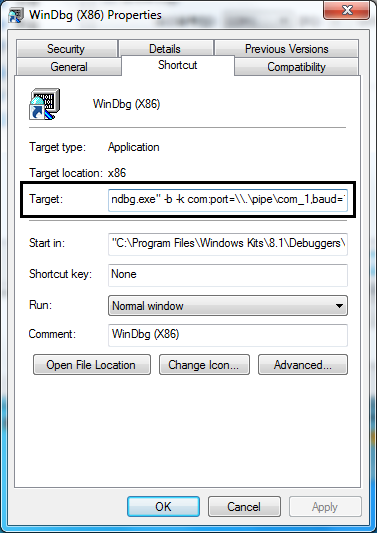 WinDbg (X86) Properties
Security Details Previous Versions
General Shortcut Compatibility
WinDbg (X86)
Target type: Application
Target location: x86
Target: ndbg.exe" -b -k com:port=\\.\pipe\com_1,baud=
Start in: "C:\Program Files\Windows Kits\8.1\Debuggers\
Shortcut key: None
Run: Normal window
Comment: WinDbg (X86)
Open File Location Change Icon... Advanced...
OK Cancel Apply